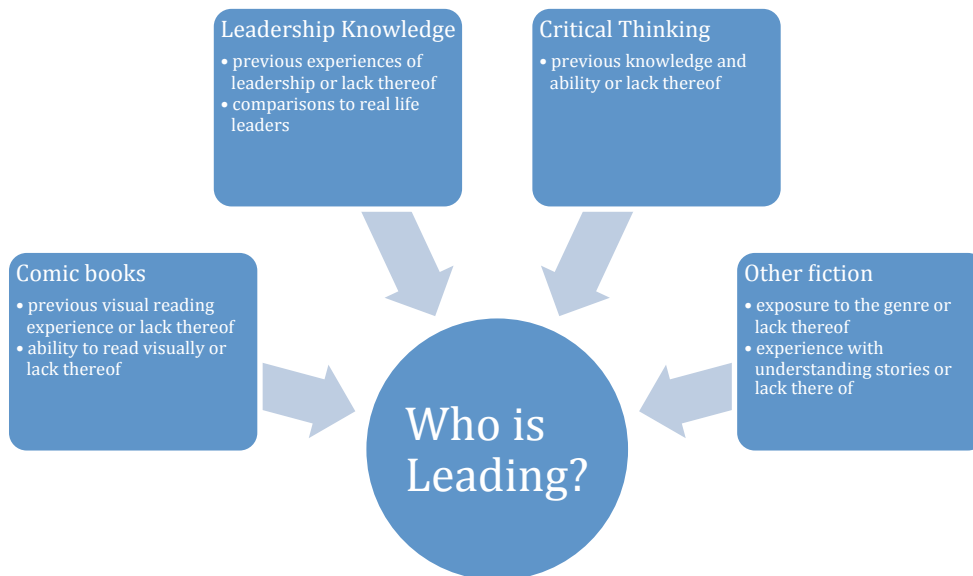 Leadership Knowledge
• previous experiences of
leadership or lack thereof
• comparisons to real life
leaders
Critical Thinking
• previous knowledge and
ability or lack thereof
Comic books
• previous visual reading
experience or lack thereof
• ability to read visually or
lack thereof
Other fiction
• exposure to the genre or
lack thereof
• experience with
understanding stories or
lack there of
Who is
Leading?